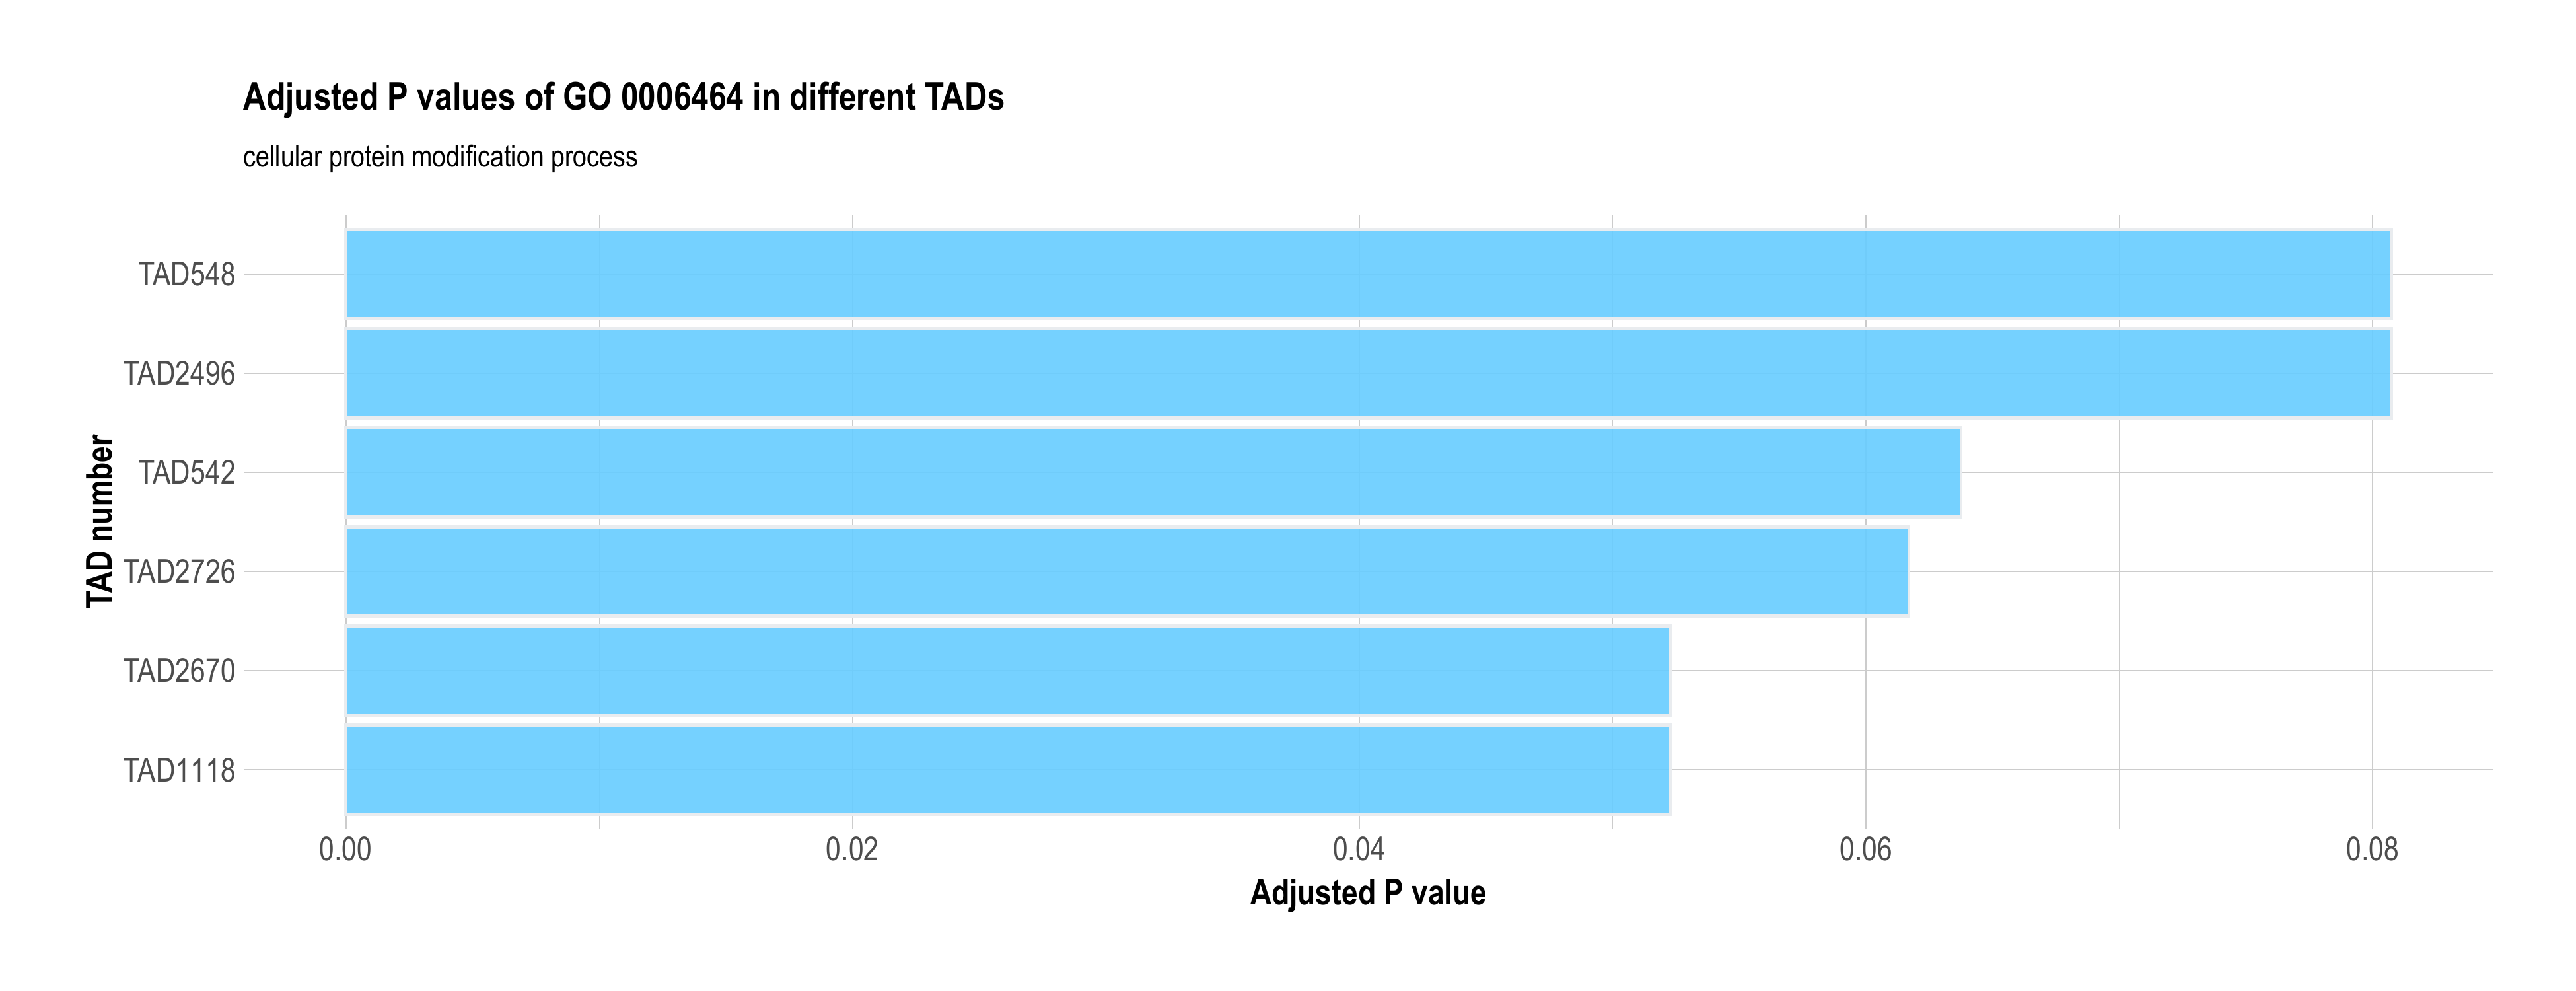 Adjusted P values of GO 0006464 in different TADs
cellular protein modification process
TAD number
TAD548
TAD2496
TAD542
TAD2726
TAD2670
TAD1118
0.00 0.02 0.04 0.06 0.08
Adjusted P value